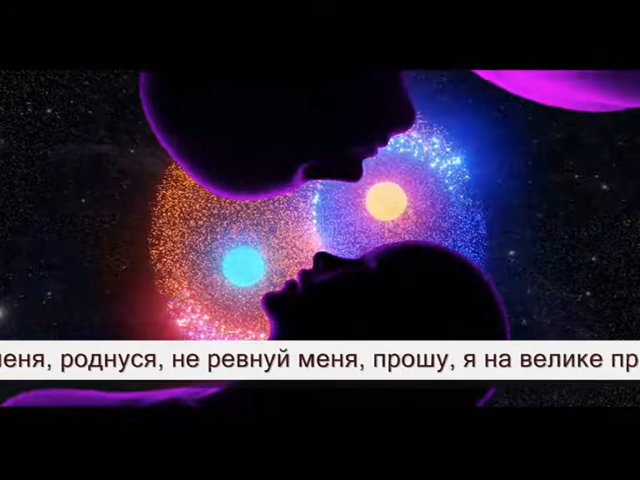 меня, роднуся, не ревнуй меня, прошу, я на велике